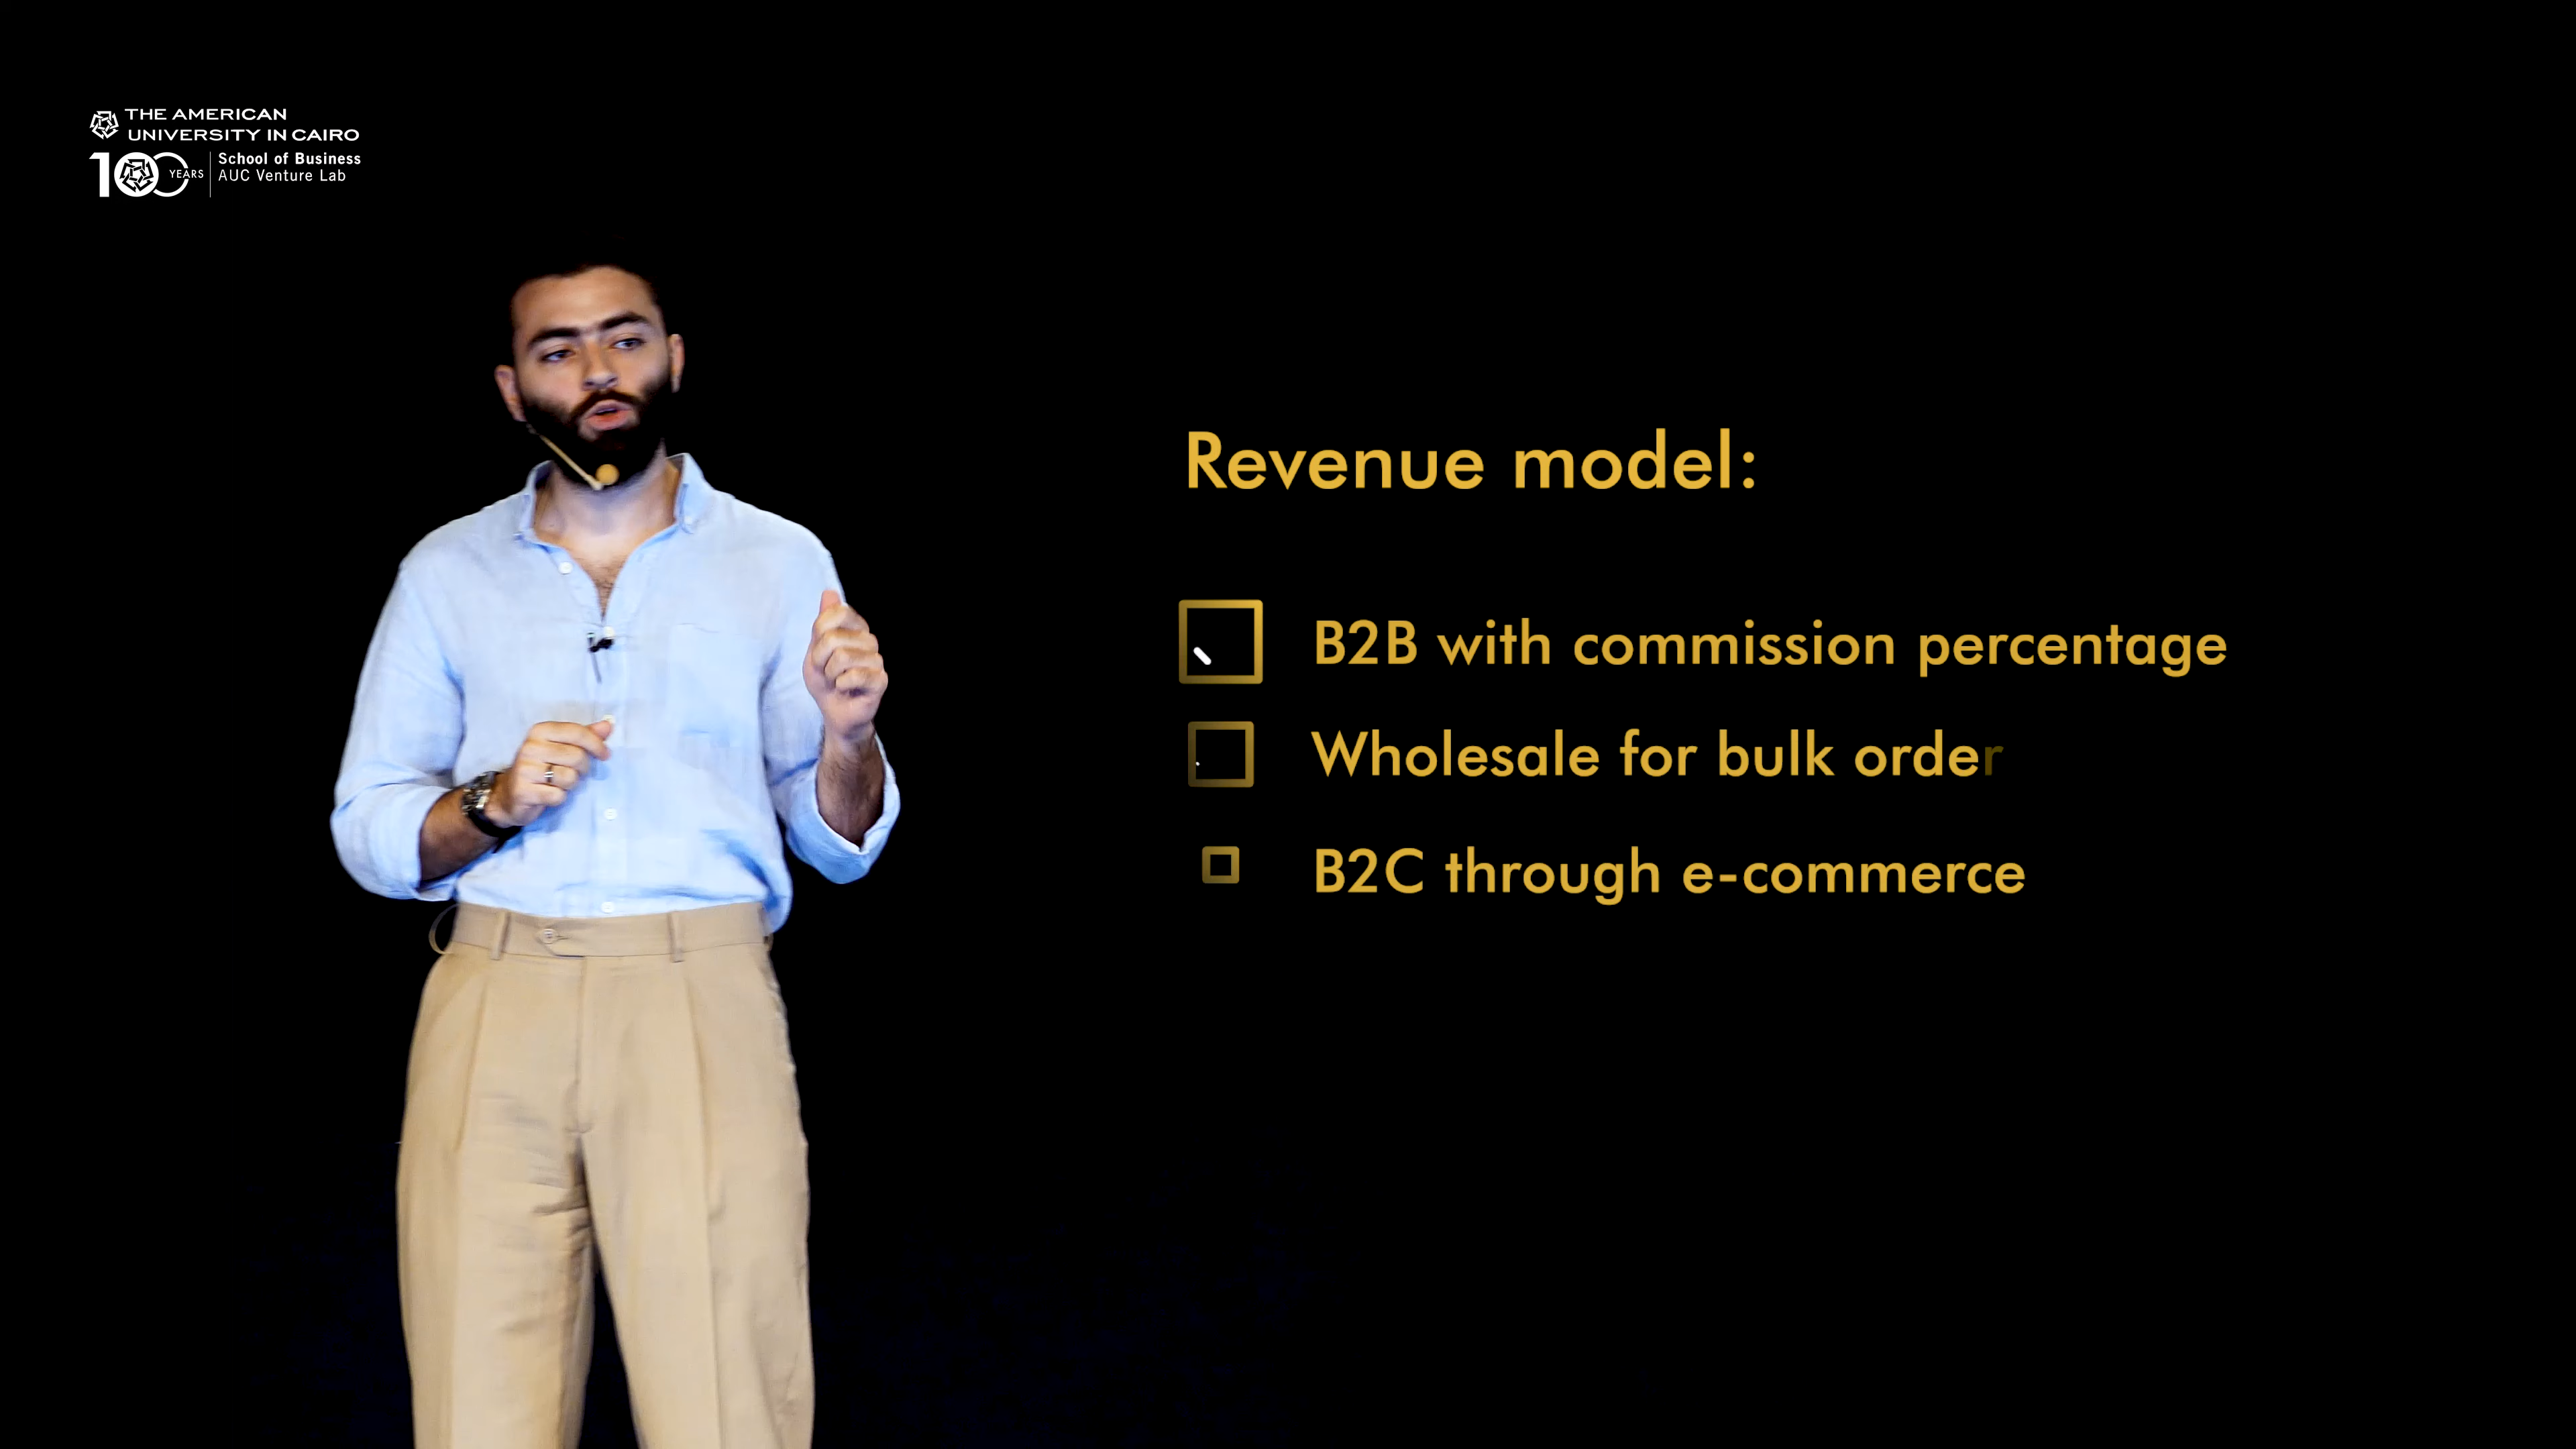 THE AMERICAN
UNIVERSITY IN CAIRO
100 YEARS
School of Business
AUC Venture Lab
Revenue model:
B2B with commission percentage
Wholesale for bulk order
B2C through e-commerce